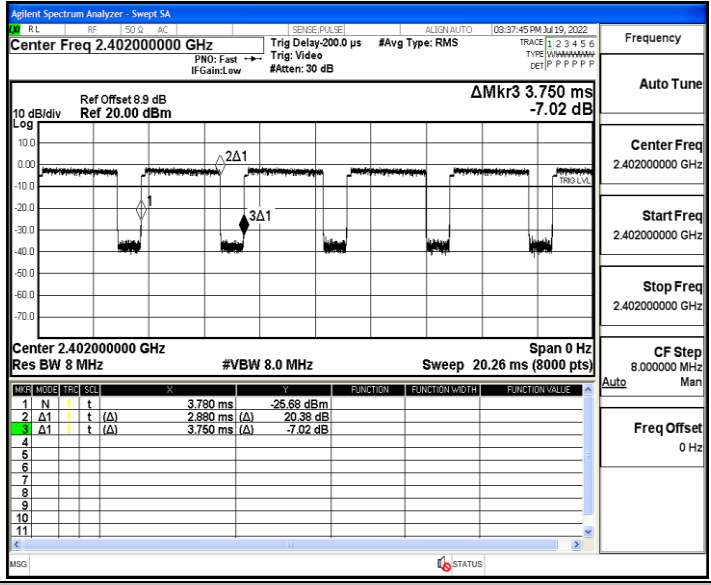 Agilent Spectrum Analyzer - Swept SA
RL RF 50 Ω AC SENSE:PULSE ALIGN AUTO 03:37:45 PM Jul 19, 2022
Center Freq 2.402000000 GHz
PNO: Fast
IFGain:Low
Trig Delay-200.0 µs
Trig: Video
#Atten: 30 dB
#Avg Type: RMS
TRACE 1 2 3 4 5 6
TYPE
DET P P P P P P
Ref Offset 8.9 dB
10 dB/div Ref 20.00 dBm
Log
ΔMkr3 3.750 ms
-7.02 dB
10.0
0.00
-10.0
-20.0
-30.0
-40.0
-50.0
-60.0
-70.0
2Δ1
TRIG LVL
1
3Δ1
Center 2.402000000 GHz Span 0 Hz
Res BW 8 MHz #VBW 8.0 MHz Sweep 20.26 ms (8000 pts)
MKR MODE TRC SCL X Y FUNCTION FUNCTION WIDTH FUNCTION VALUE
1 N 1 t 3.780 ms -25.68 dBm
2 Δ1 1 t (Δ) 2.880 ms (Δ) 20.38 dB
3 Δ1 1 t (Δ) 3.750 ms (Δ) -7.02 dB
4
5
6
7
8
9
10
11
MSG STATUS
Frequency
Auto Tune
Center Freq
2.402000000 GHz
Start Freq
2.402000000 GHz
Stop Freq
2.402000000 GHz
CF Step
8.000000 MHz
Auto Man
Freq Offset
0 Hz